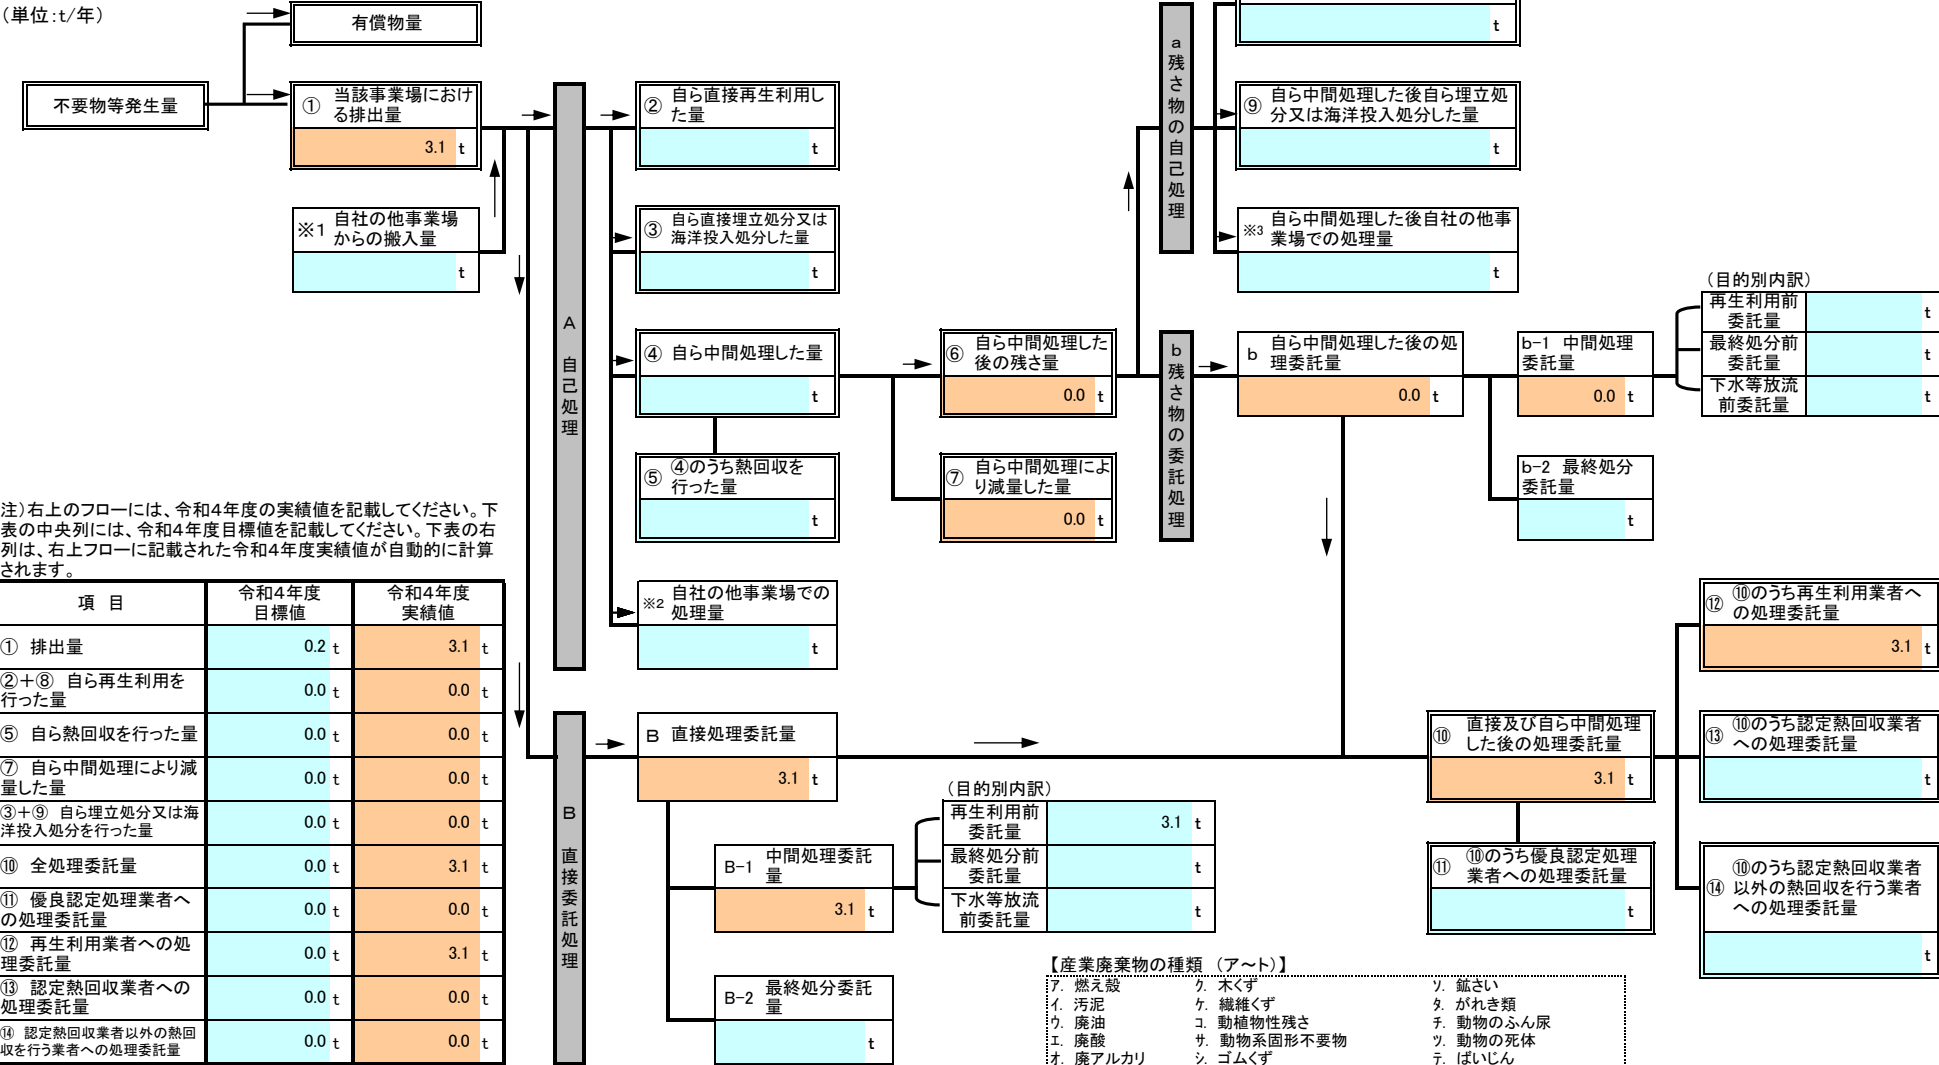 (単位:t/年)
有償物量
不要物等発生量
① 当該事業場におけ
る排出量
3.1 t
※1 自社の他事業場
からの搬入量
t
A 自己処理
② 自ら直接再生利用し
た量
t
③ 自ら直接埋立処分又は
海洋投入処分した量
t
④ 自ら中間処理した量
t
⑤ ④のうち熱回収を
行った量
t
※2 自社の他事業場での
処理量
t
⑥ 自ら中間処理した
後の残さ量
0.0 t
⑦ 自ら中間処理によ
り減量した量
0.0 t
a残さ物の自己処理
t
⑨ 自ら中間処理した後自ら埋立処
分又は海洋投入処分した量
t
※3 自ら中間処理した後自社の他事
業場での処理量
t
b残さ物の委託処理
b 自ら中間処理した後の処
理委託量
0.0 t
b-1 中間処理
委託量
0.0 t
b-2 最終処分
委託量
t
(目的別内訳)
再生利用前
委託量
t
最終処分前
委託量
t
下水等放流
前委託量
t
注)右上のフローには、令和4年度の実績値を記載してください。下
表の中央列には、令和4年度目標値を記載してください。下表の右
列は、右上フローに記載された令和4年度実績値が自動的に計算
されます。
項 目 令和4年度 目標値 令和4年度 実績値
① 排出量 0.2 t 3.1 t
②+⑧ 自ら再生利用を
行った量 0.0 t 0.0 t
⑤ 自ら熱回収を行った量 0.0 t 0.0 t
⑦ 自ら中間処理により減
量した量 0.0 t 0.0 t
③+⑨ 自ら埋立処分又は海
洋投入処分を行った量 0.0 t 0.0 t
⑩ 全処理委託量 0.0 t 3.1 t
⑪ 優良認定処理業者へ
の処理委託量 0.0 t 0.0 t
⑫ 再生利用業者への処
理委託量 0.0 t 3.1 t
⑬ 認定熱回収業者への
処理委託量 0.0 t 0.0 t
⑭ 認定熱回収業者以外の熱回
収を行う業者への処理委託量 0.0 t 0.0 t
B 直接委託処理
B 直接処理委託量
3.1 t
B-1 中間処理委託
量
3.1 t
B-2 最終処分委託
量
t
(目的別内訳)
再生利用前
委託量
3.1 t
最終処分前
委託量
t
下水等放流
前委託量
t
⑩ 直接及び自ら中間処理
した後の処理委託量
3.1 t
⑪ ⑩のうち優良認定処理
業者への処理委託量
t
⑫ ⑩のうち再生利用業者へ
の処理委託量
3.1 t
⑬ ⑩のうち認定熱回収業者
への処理委託量
t
⑭ ⑩のうち認定熱回収業者
以外の熱回収を行う業者
への処理委託量
t
【産業廃棄物の種類 (ア~ト)】
ア. 燃え殻 ク. 木くず ソ. 鉱さい
イ. 汚泥 ケ. 繊維くず タ. がれき類
ウ. 廃油 コ. 動植物性残さ チ. 動物のふん尿
エ. 廃酸 サ. 動物系固形不要物 ツ. 動物の死体
オ. 廃アルカリ シ. ゴムくず テ. ばいじん